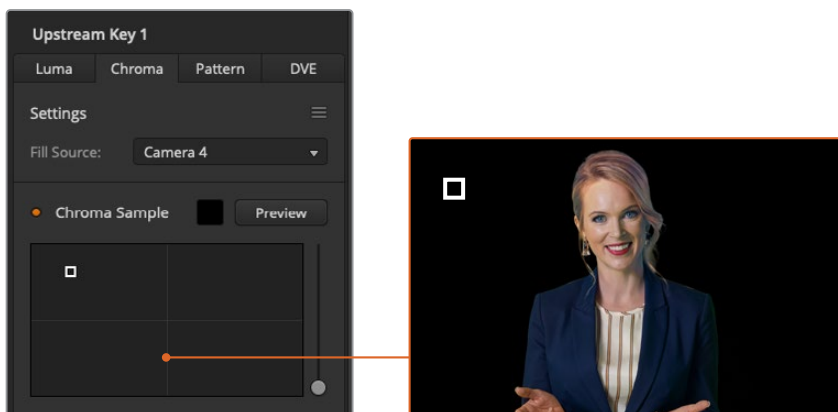 Upstream Key 1
Luma Chroma Pattern DVE
Settings
Fill Source: Camera 4
Chroma Sample Preview